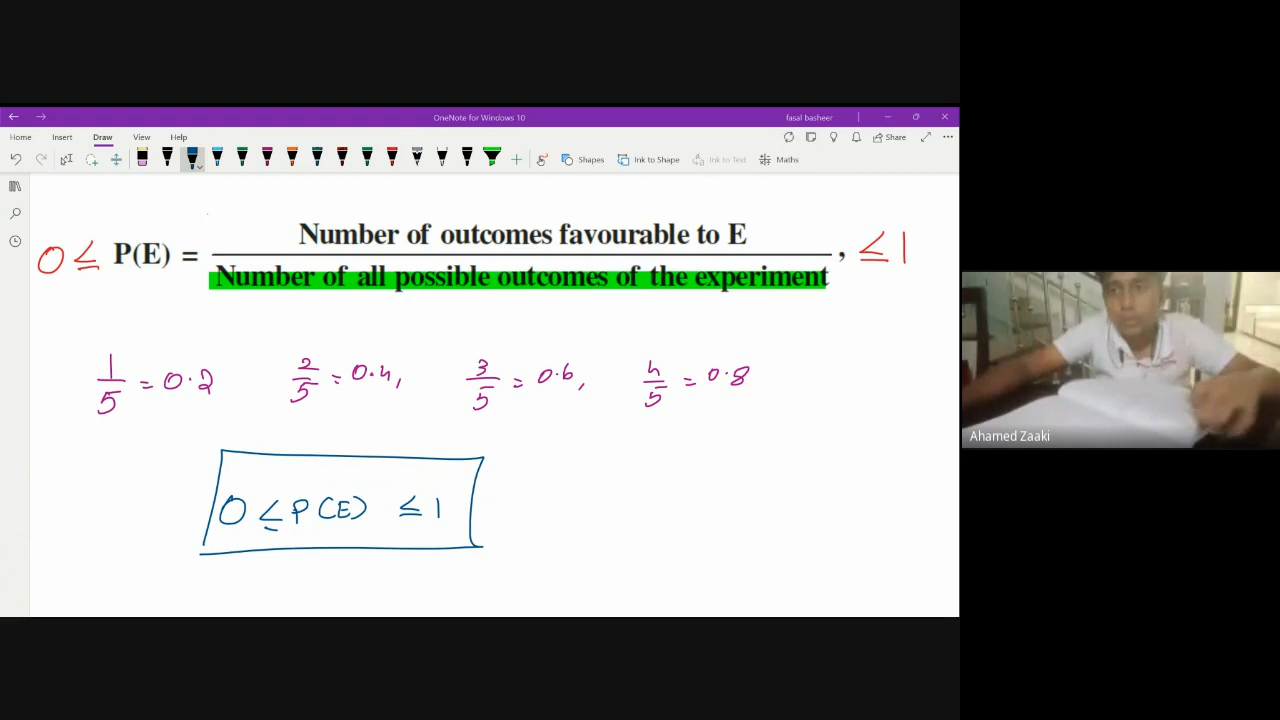 OneNote for Windows 10
fasal basheer
Home Insert Draw View Help
Share
Shapes Ink to Shape Ink to Text Maths
Number of outcomes favourable to E
0 ≤ P(E) = , ≤ 1
Number of all possible outcomes of the experiment
1/5 = 0.2 2/5 = 0.4, 3/5 = 0.6, 4/5 = 0.8
Ahamed Zaaki
0 ≤ P(E) ≤ 1